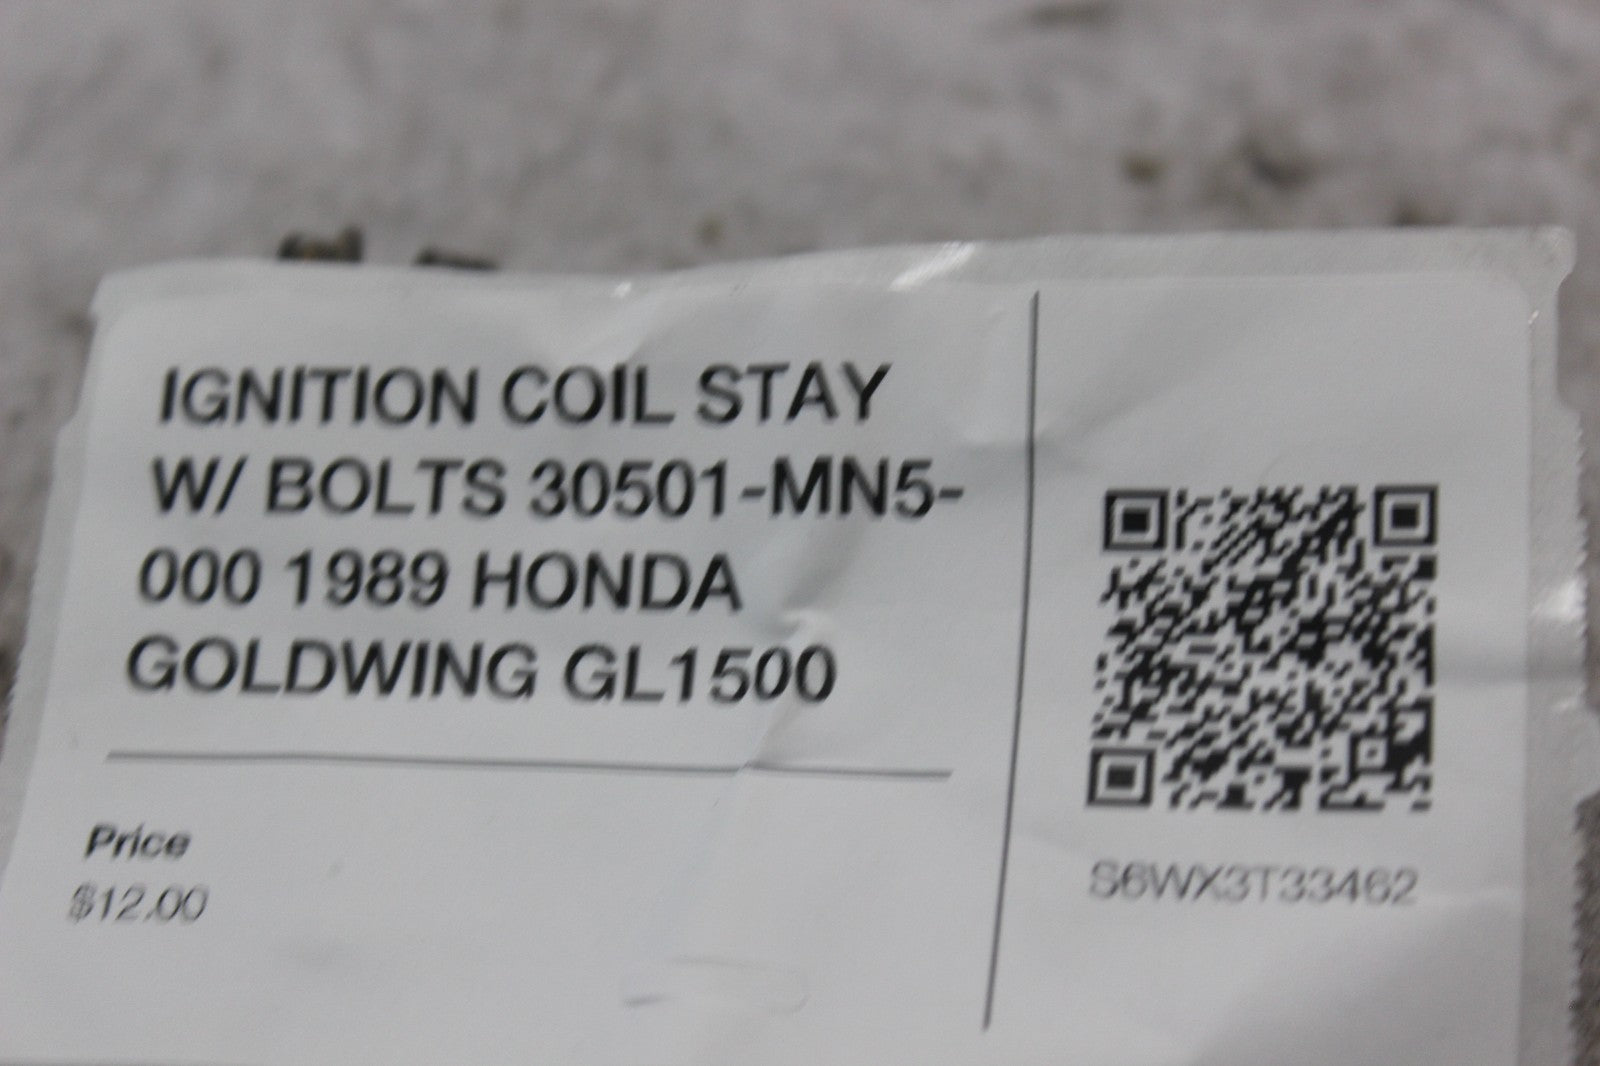 IGNITION COIL STAY
W/ BOLTS 30501-MN5-
000 1989 HONDA
GOLDWING GL1500
Price
$12.00
S6WX3T33462